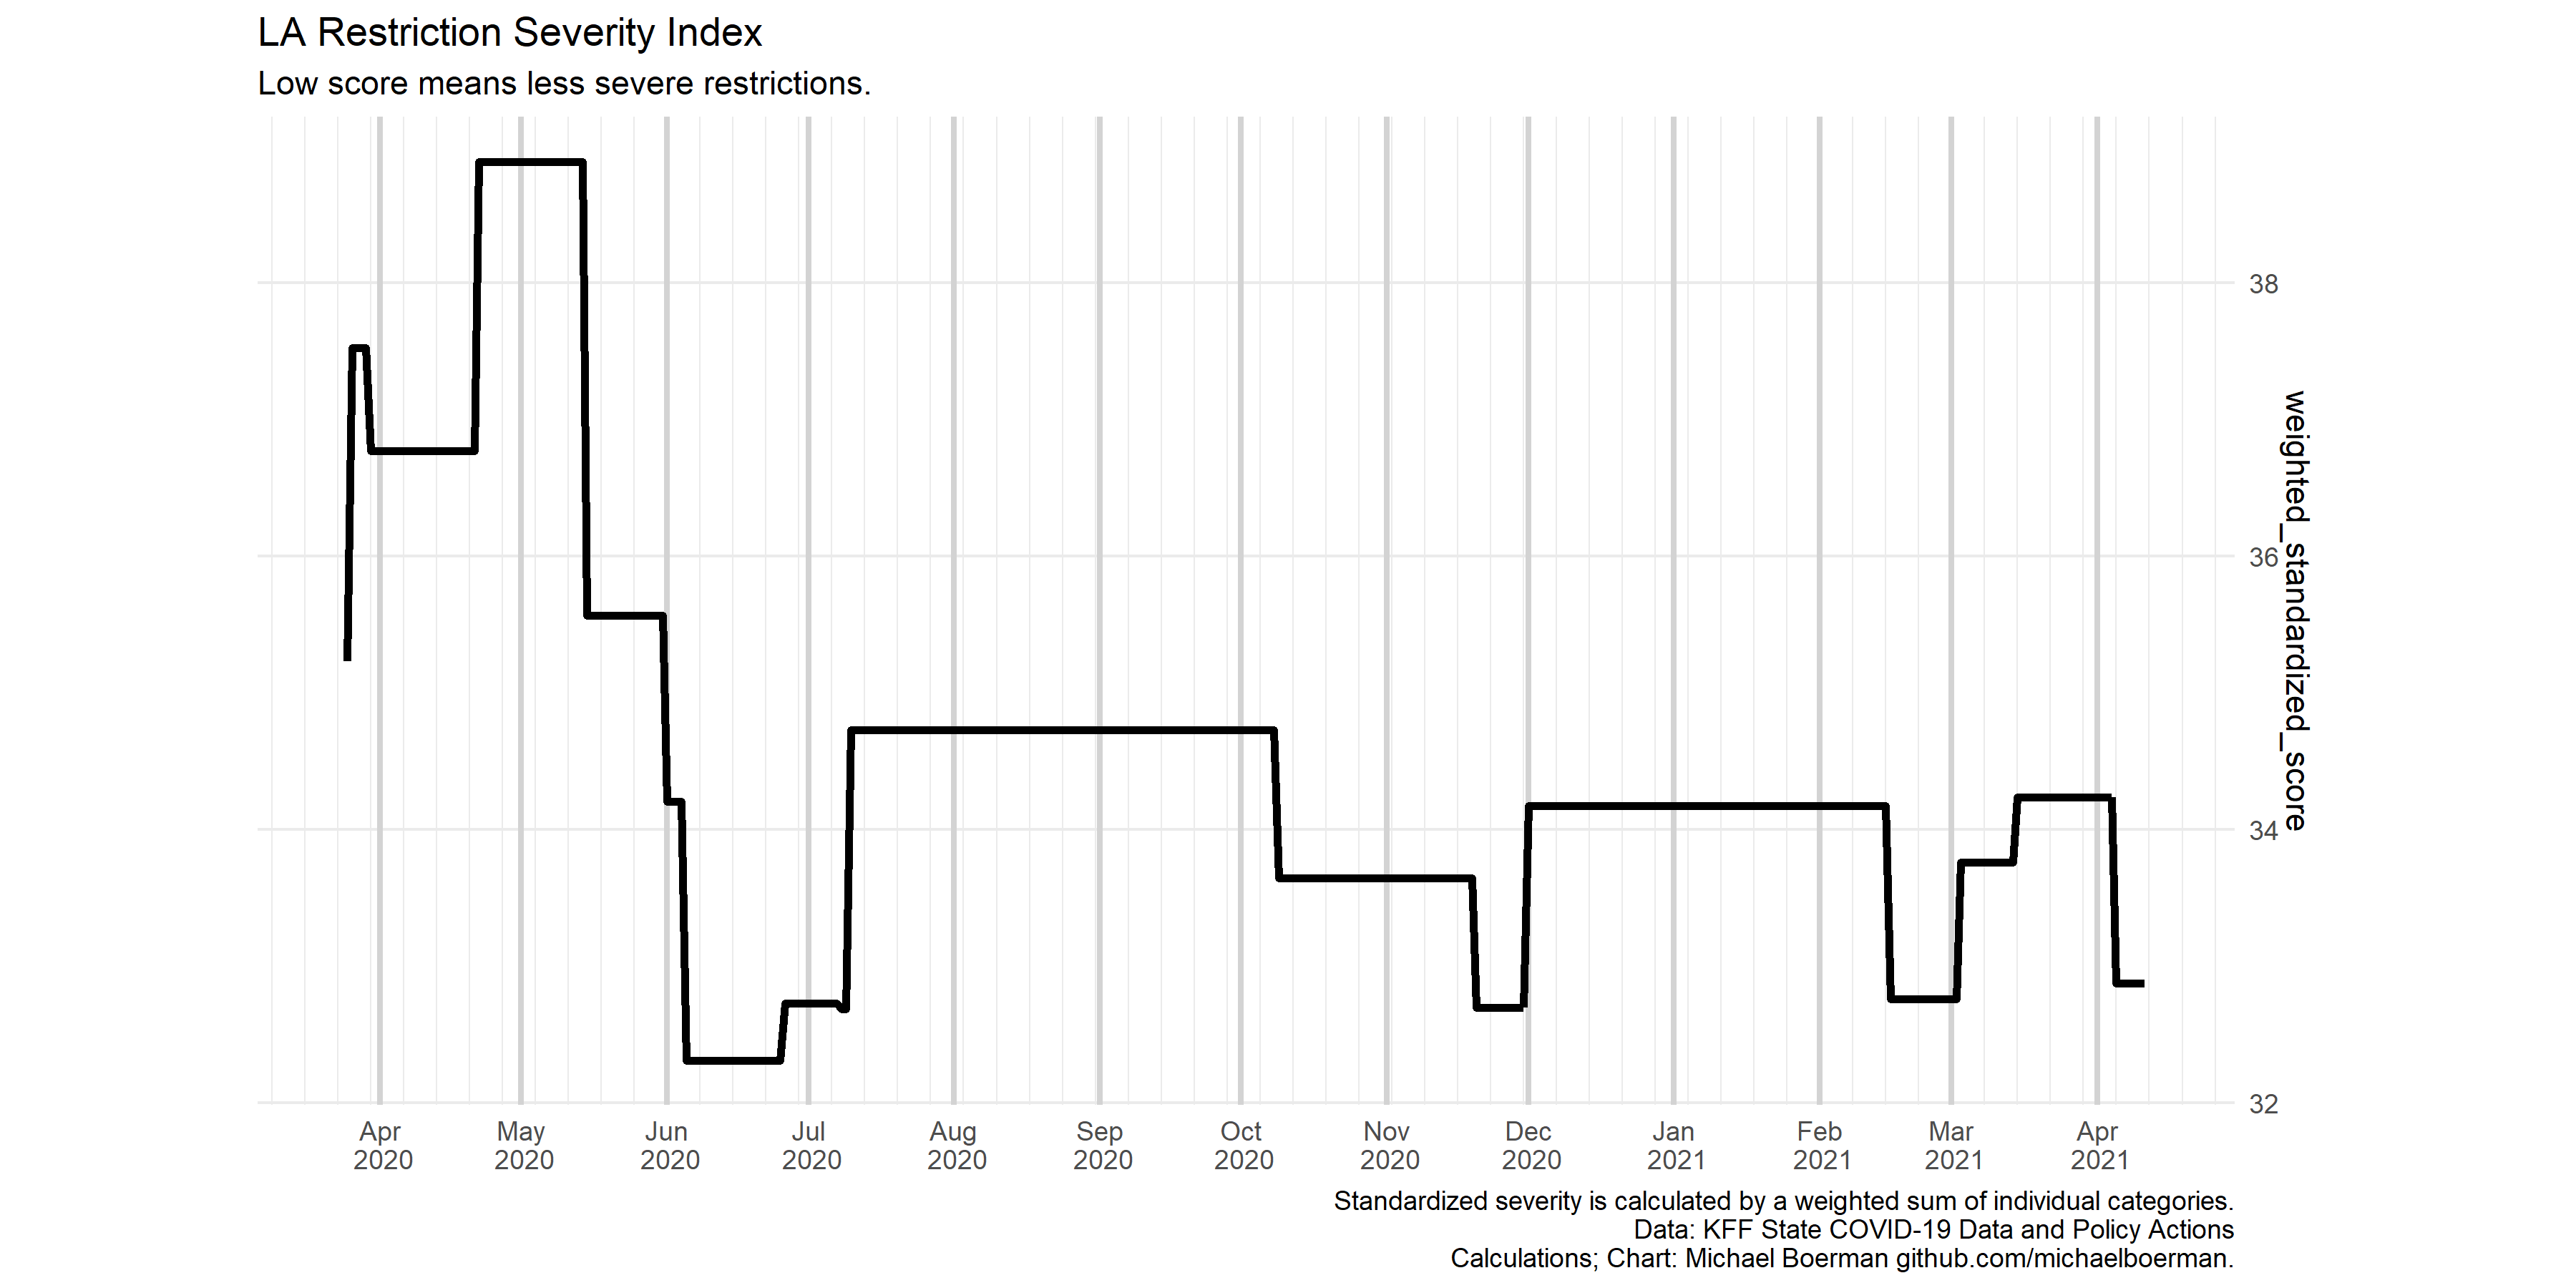 LA Restriction Severity Index
Low score means less severe restrictions.
38
36
34
32
weighted_standardized_score
Apr May Jun Jul Aug Sep Oct Nov Dec Jan Feb Mar Apr
2020 2020 2020 2020 2020 2020 2020 2020 2020 2021 2021 2021 2021
Standardized severity is calculated by a weighted sum of individual categories.
Data: KFF State COVID-19 Data and Policy Actions
Calculations; Chart: Michael Boerman github.com/michaelboerman.